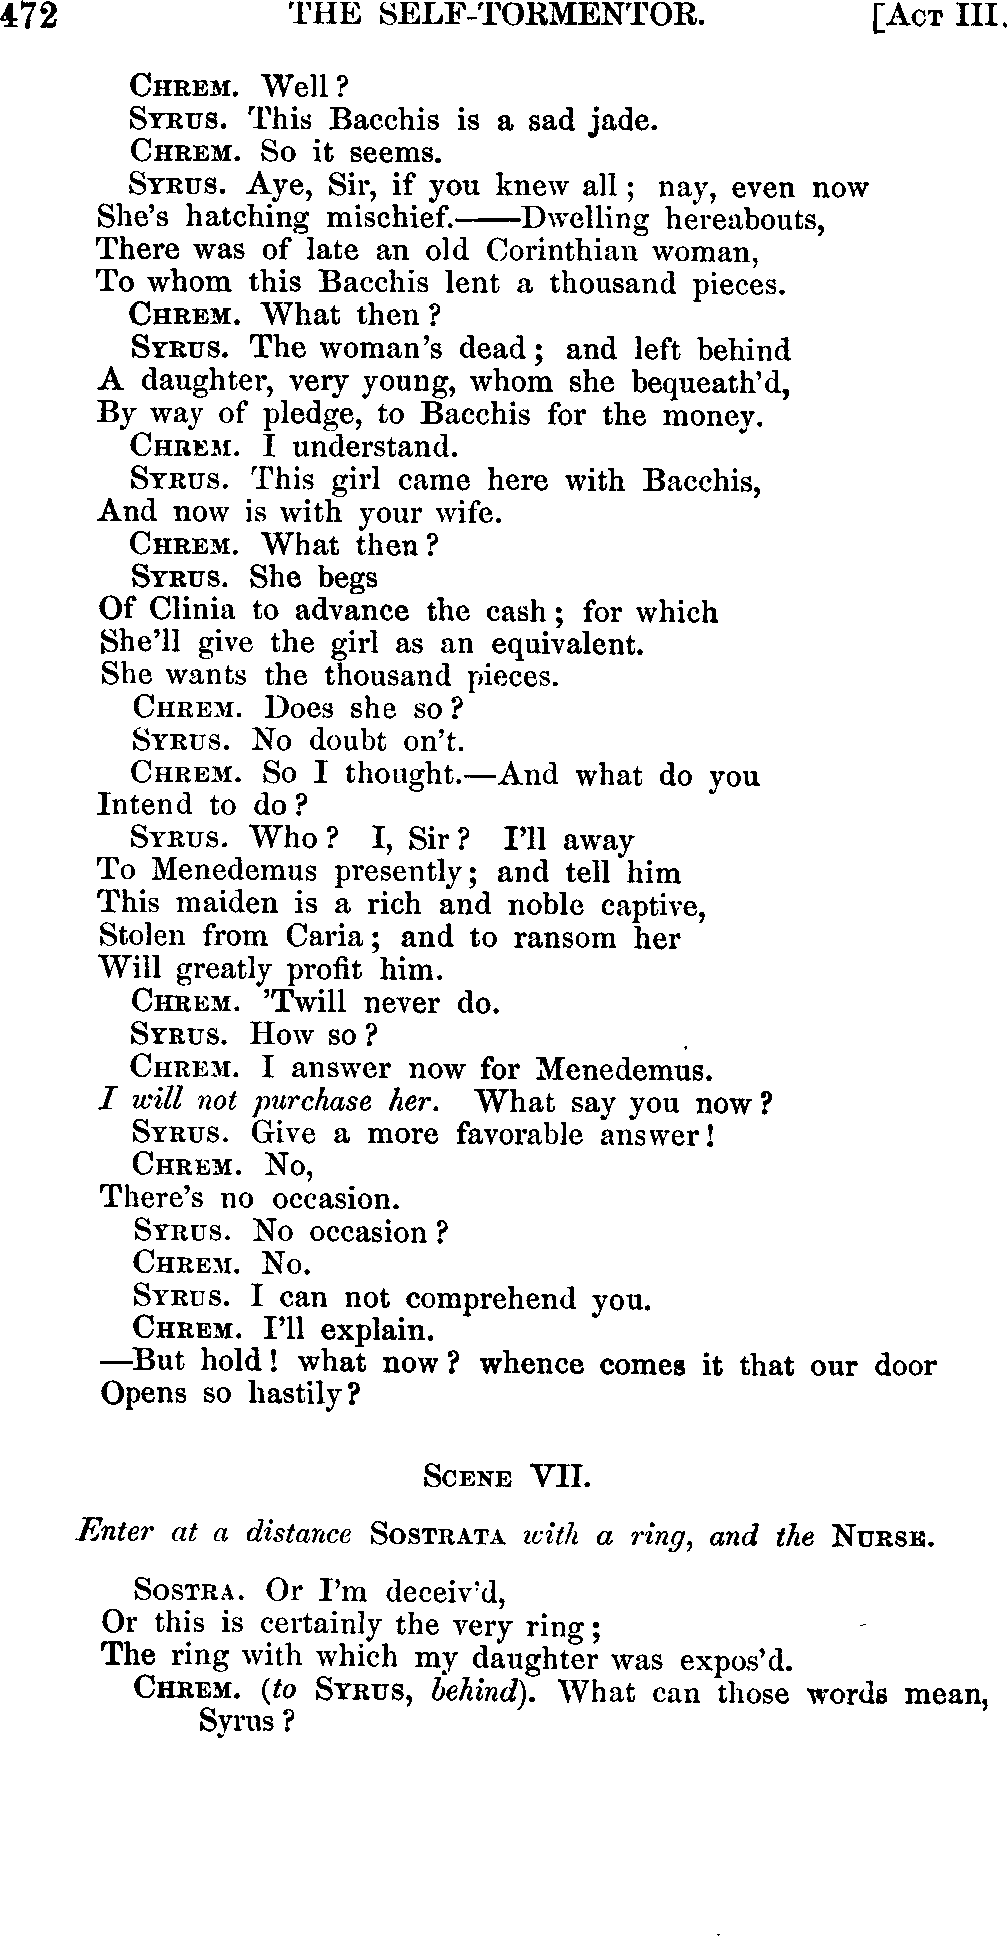 472 THE SELF-TORMENTOR. [ACT III.
CHREM. Well?
SYRUS. This Bacchis is a sad jade.
CHREM. So it seems.
SYRUS. Aye, Sir, if you knew all; nay, even now
She's hatching mischief.——Dwelling hereabouts,
There was of late an old Corinthian woman,
To whom this Bacchis lent a thousand pieces.
CHREM. What then?
SYRUS. The woman's dead; and left behind
A daughter, very young, whom she bequeath'd,
By way of pledge, to Bacchis for the money.
CHREM. I understand.
SYRUS. This girl came here with Bacchis,
And now is with your wife.
CHREM. What then?
SYRUS. She begs
Of Clinia to advance the cash; for which
She'll give the girl as an equivalent.
She wants the thousand pieces.
CHREM. Does she so?
SYRUS. No doubt on't.
CHREM. So I thought.—And what do you
Intend to do?
SYRUS. Who? I, Sir? I'll away
To Menedemus presently; and tell him
This maiden is a rich and noble captive,
Stolen from Caria; and to ransom her
Will greatly profit him.
CHREM. 'Twill never do.
SYRUS. How so?
CHREM. I answer now for Menedemus.
I will not purchase her. What say you now?
SYRUS. Give a more favorable answer!
CHREM. No,
There's no occasion.
SYRUS. No occasion?
CHREM. No.
SYRUS. I can not comprehend you.
CHREM. I'll explain.
—But hold! what now? whence comes it that our door
Opens so hastily?
SCENE VII.
Enter at a distance SOSTRATA with a ring, and the NURSE.
SOSTRA. Or I'm deceiv'd,
Or this is certainly the very ring;
The ring with which my daughter was expos'd.
CHREM. (to SYRUS, behind). What can those words mean,
Syrus?